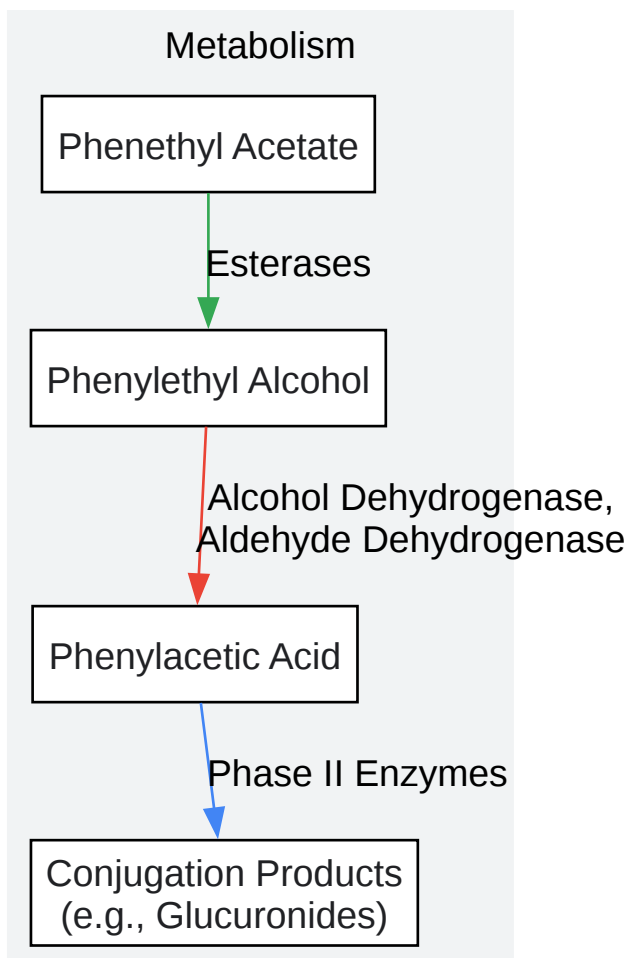 Metabolism
Phenethyl Acetate
Esterases
Phenylethyl Alcohol
Alcohol Dehydrogenase,
Aldehyde Dehydrogenase
Phenylacetic Acid
Phase II Enzymes
Conjugation Products
(e.g., Glucuronides)